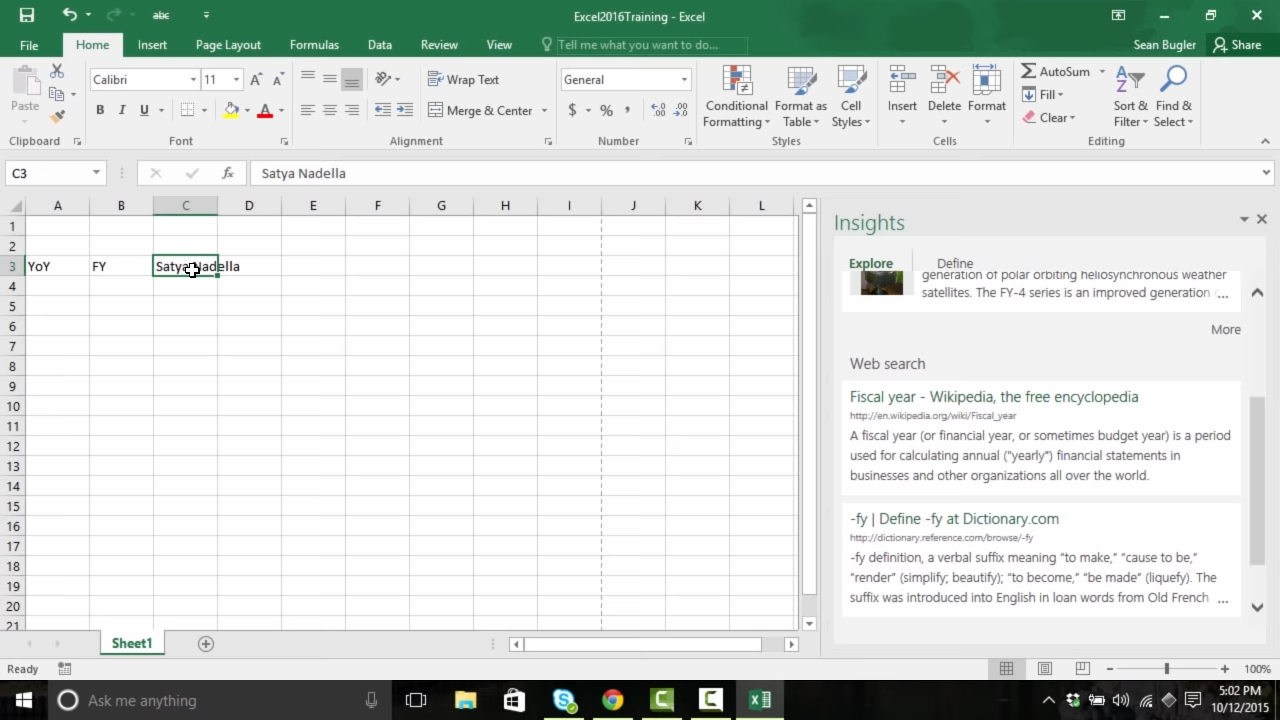 abc
Excel2016Training - Excel
File Home Insert Page Layout Formulas Data Review View Tell me what you want to do... Sean Bugler Share
Paste
Calibri 11
B I U A
Wrap Text
Merge & Center
General
$ % ,
Conditional Formatting
Format as Table
Cell Styles
Insert Delete Format
AutoSum
Fill
Clear
Sort & Filter
Find & Select
Clipboard Font Alignment Number Styles Cells Editing
C3 fx Satya Nadella
A B C D E F G H I J K L
1
2
3 YoY FY Satya Nadella
4
5
6
7
8
9
10
11
12
13
14
15
16
17
18
19
20
21
Insights
Explore Define
generation of polar orbiting heliosynchronous weather
satellites. The FY-4 series is an improved generation ...
More
Web search
Fiscal year - Wikipedia, the free encyclopedia
http://en.wikipedia.org/wiki/Fiscal_year
A fiscal year (or financial year, or sometimes budget year) is a period
used for calculating annual ("yearly") financial statements in
businesses and other organizations all over the world.
-fy | Define -fy at Dictionary.com
http://dictionary.reference.com/browse/-fy
-fy definition, a verbal suffix meaning “to make,” “cause to be,”
“render” (simplify; beautify); “to become,” “be made” (liquefy). The
suffix was introduced into English in loan words from Old French ...
Sheet1
Ready 100%
Ask me anything
5:02 PM
10/12/2015